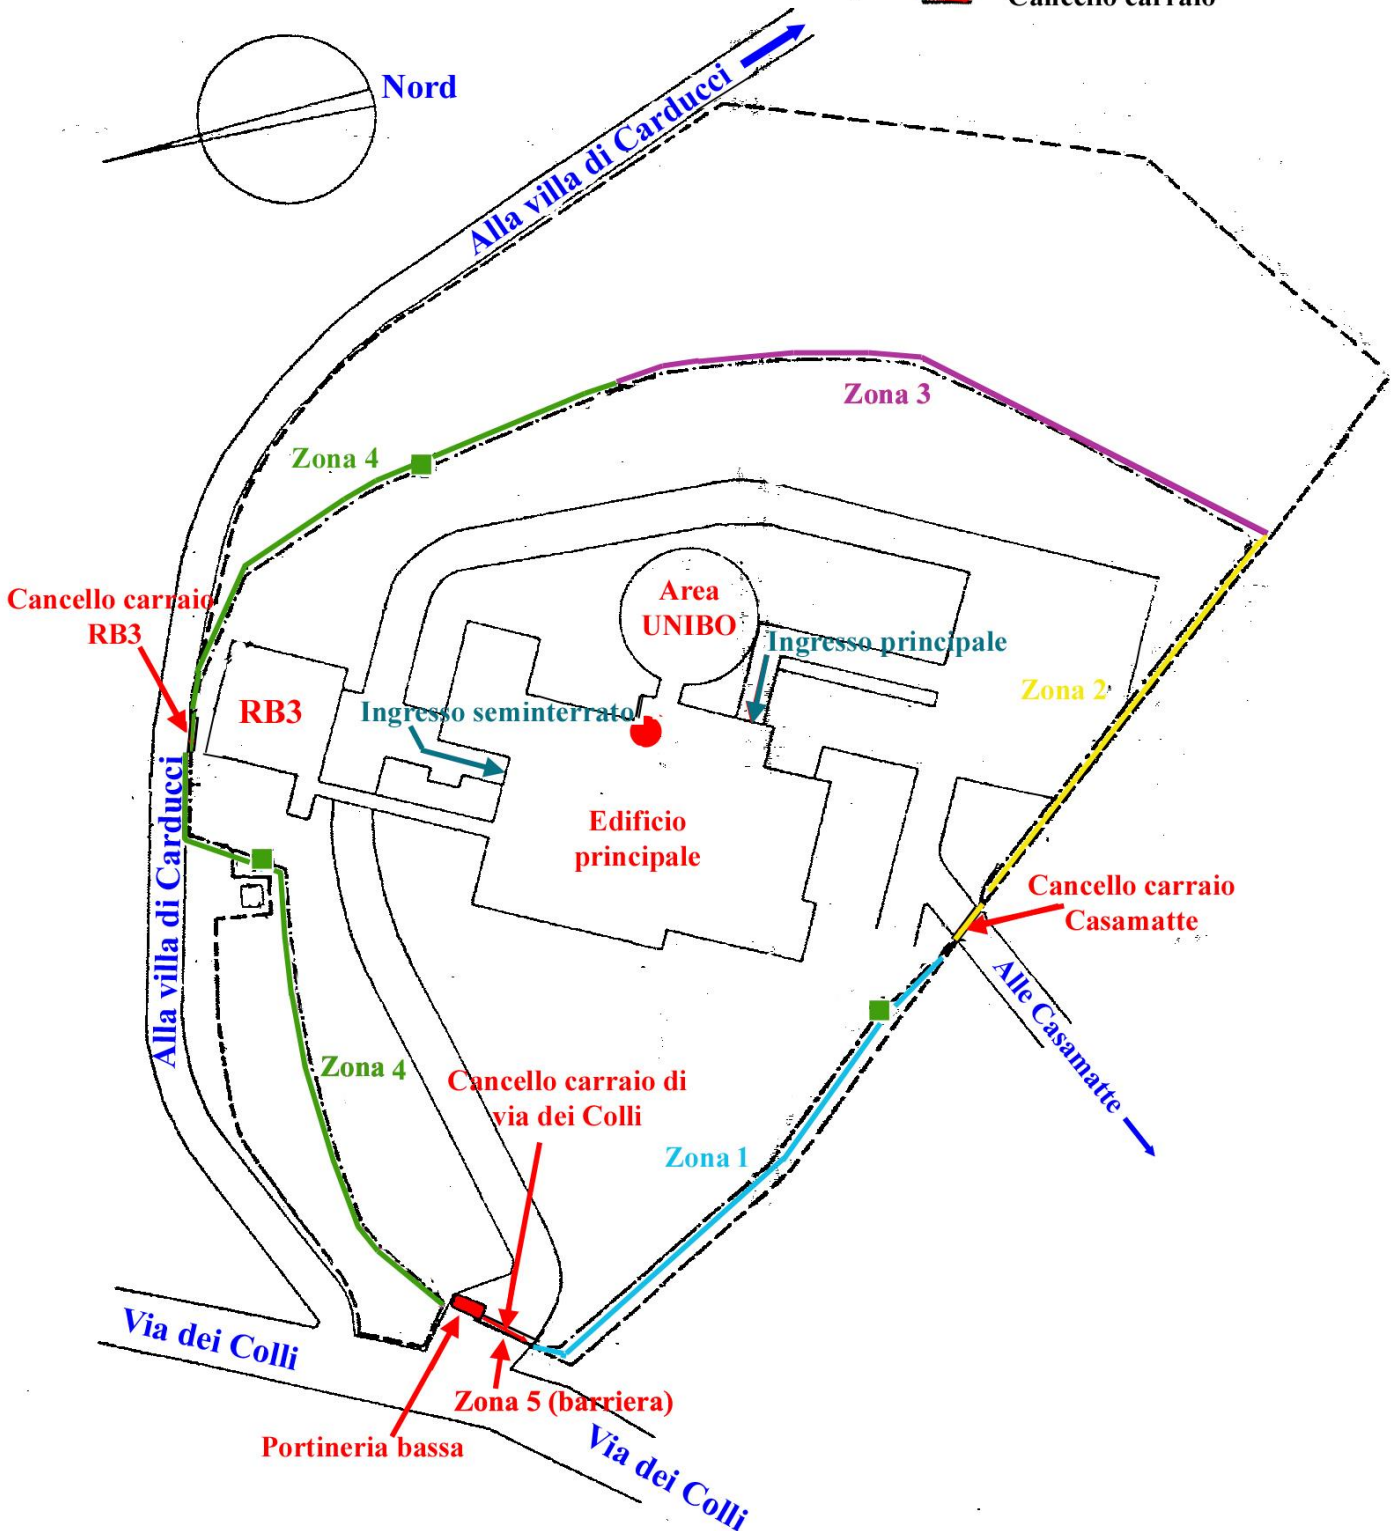 Cancello carraio
Nord
Alla villa di Carducci
Zona 3
Zona 4
Cancello carraio
RB3
Area
UNIBO
Ingresso principale
Zona 2
RB3
Ingresso seminterrato
Edificio
principale
Alla villa di Carducci
Cancello carraio
Casamatte
Alle Casamatte
Zona 4
Cancello carraio di
via dei Colli
Zona 1
Via dei Colli
Zona 5 (barriera)
Portineria bassa
Via dei Colli